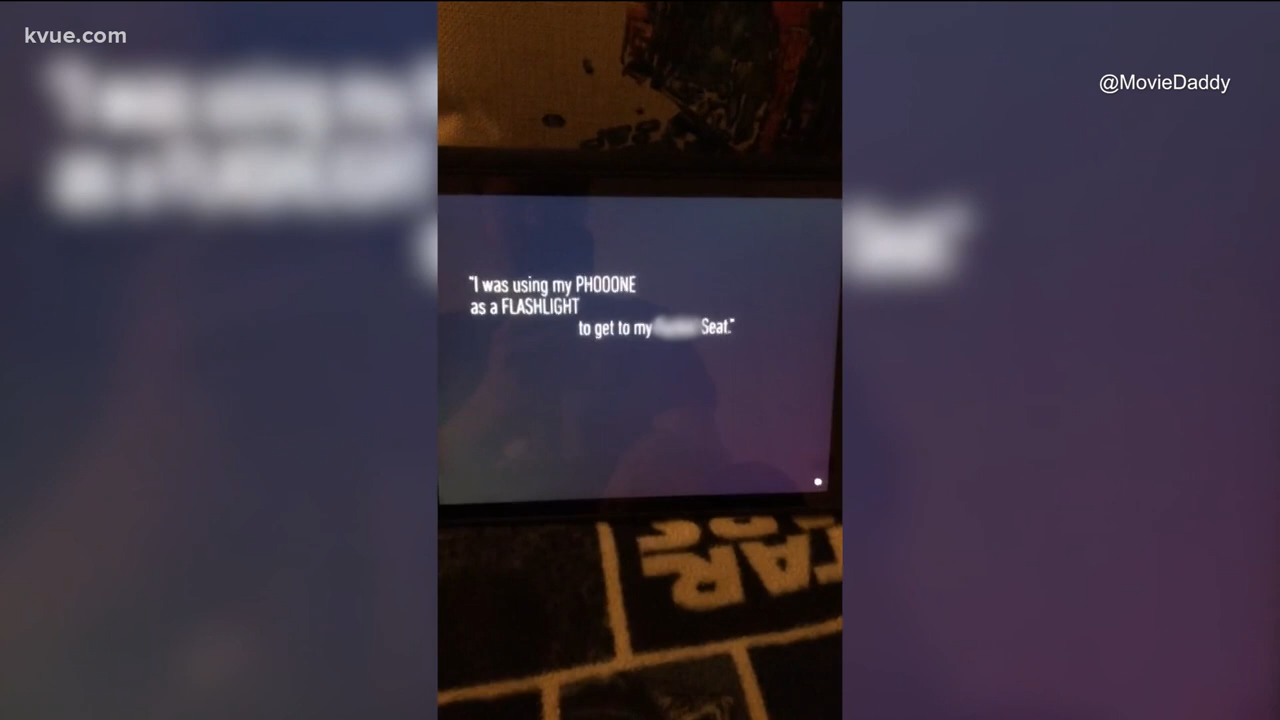 kvue.com
@MovieDaddy
"I was using my PHOOONE
as a FLASHLIGHT
to get to my Seat."